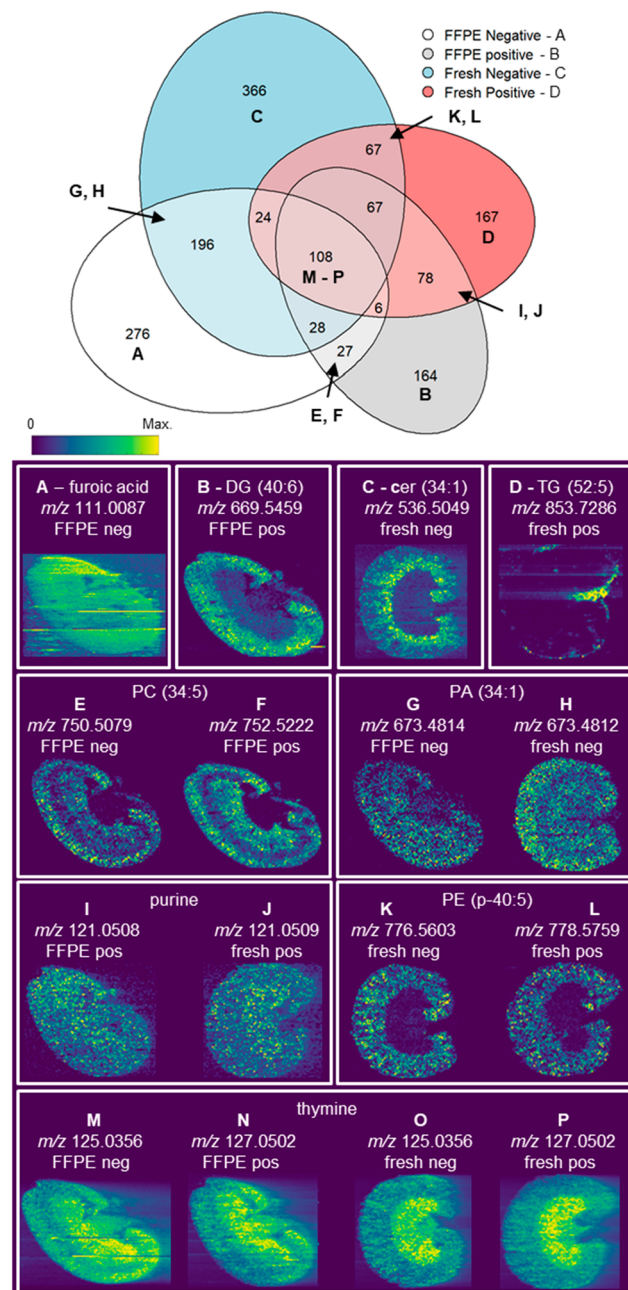 FFPE Negative - A
FFPE positive - B
Fresh Negative - C
Fresh Positive - D
366
C
K, L
67
G, H
24
67
167
D
196
108
M - P
78
6
I, J
276
A
28
27
164
B
E, F
0 Max.
A – furoic acid
m/z 111.0087
FFPE neg
B - DG (40:6)
m/z 669.5459
FFPE pos
C - cer (34:1)
m/z 536.5049
fresh neg
D - TG (52:5)
m/z 853.7286
fresh pos
PC (34:5)
E F
m/z 750.5079 m/z 752.5222
FFPE neg FFPE pos
PA (34:1)
G H
m/z 673.4814 m/z 673.4812
FFPE neg fresh neg
purine
I J
m/z 121.0508 m/z 121.0509
FFPE pos fresh pos
PE (p-40:5)
K L
m/z 776.5603 m/z 778.5759
fresh neg fresh pos
thymine
M N O P
m/z 125.0356 m/z 127.0502 m/z 125.0356 m/z 127.0502
FFPE neg FFPE pos fresh neg fresh pos